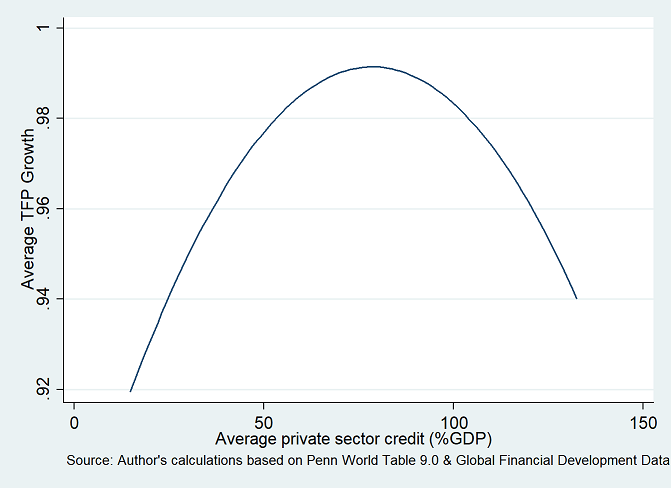 1
.98
.96
.94
.92
Average TFP Growth
0 50 100 150
Average private sector credit (%GDP)
Source: Author's calculations based on Penn World Table 9.0 & Global Financial Development Data